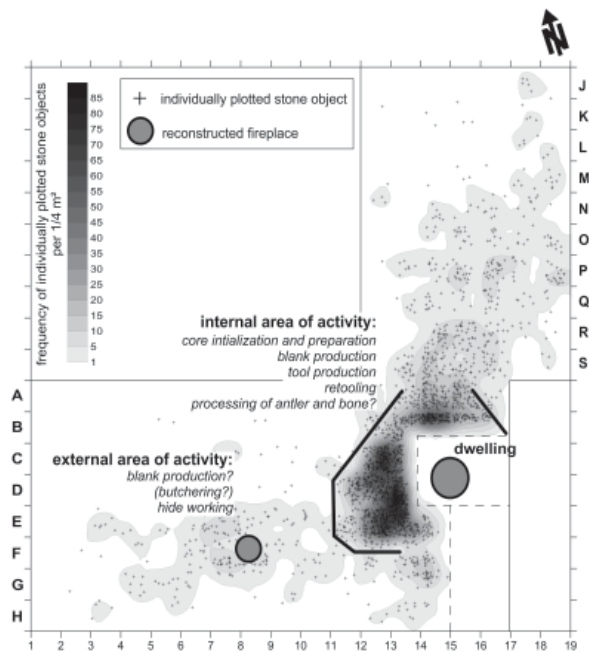 N
frequency of individually plotted stone objects
per 1/4 m²
85
80
75
70
65
60
55
50
45
40
35
30
25
20
15
10
5
1
individually plotted stone object
reconstructed fireplace
J
K
L
M
N
O
P
Q
R
S
internal area of activity:
core intialization and preparation
blank production
tool production
retooling
processing of antler and bone?
A
B
C
D
E
F
G
H
dwelling
external area of activity:
blank production?
(butchering?)
hide working
1 2 3 4 5 6 7 8 9 10 11 12 13 14 15 16 17 18 19